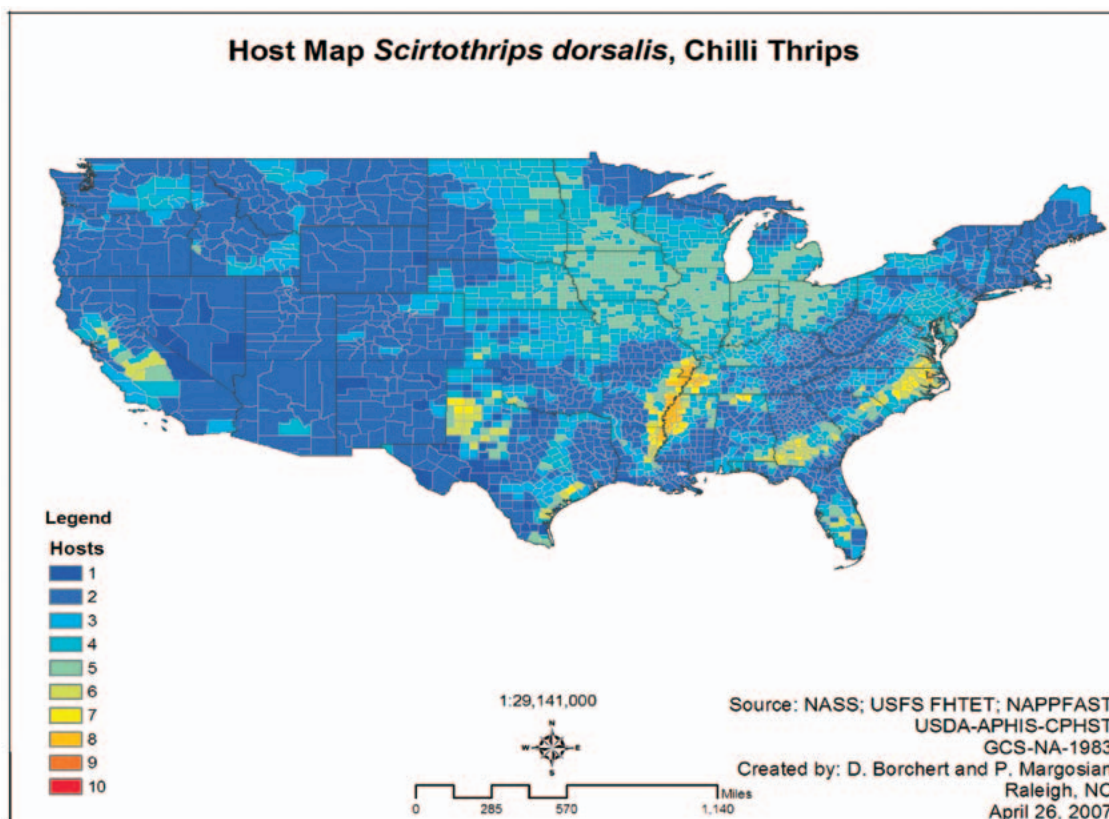 Host Map Scirtothrips dorsalis, Chilli Thrips
Legend
Hosts
1
2
3
4
5
6
7
8
9
10
1:29,141,000
N
W E
S
Miles
0 285 570 1,140
Source: NASS; USFS FHTET; NAPPFAST
USDA-APHIS-CPHST
GCS-NA-1983
Created by: D. Borchert and P. Margosian
Raleigh, NC
April 26, 2007